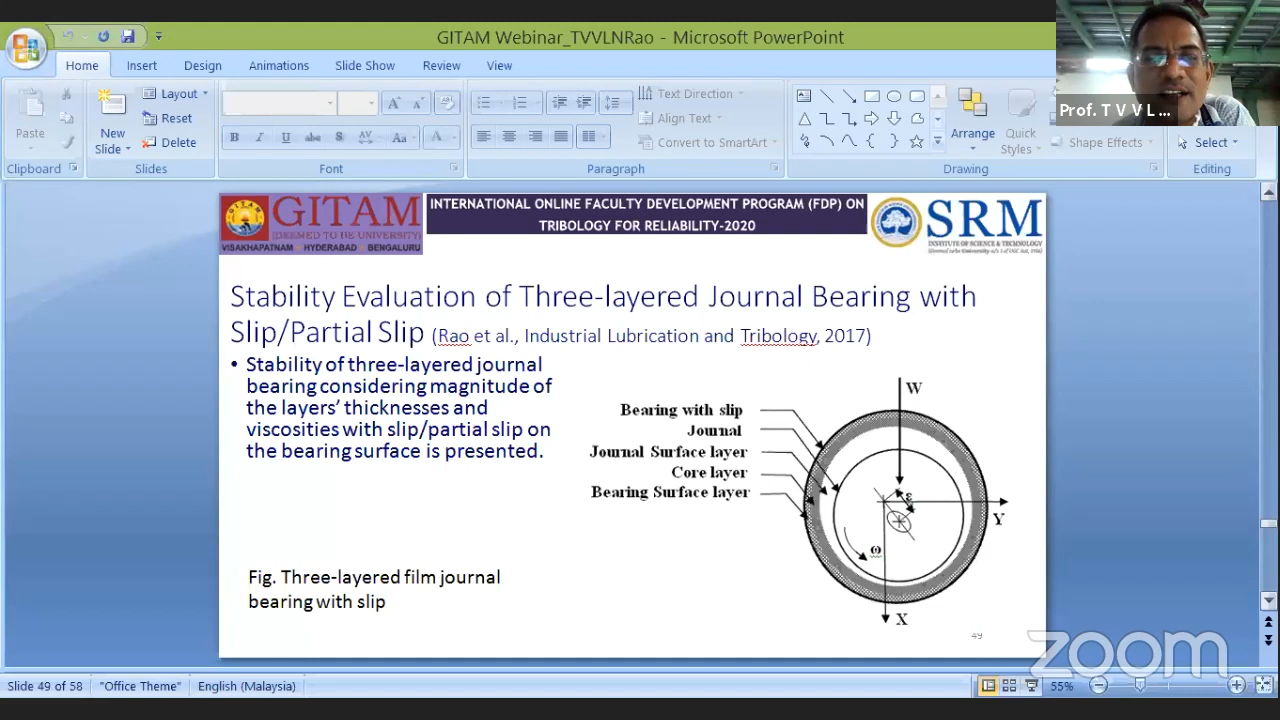 GITAM Webinar_TVVLNRao - Microsoft PowerPoint
Home Insert Design Animations Slide Show Review View
Paste
Clipboard
New
Slide
Layout
Reset
Delete
Slides
B I U abc S AV Aa A
Font
Text Direction
Align Text
Convert to SmartArt
Paragraph
Arrange
Quick
Styles
Shape Effects
Drawing
Select
Editing
Prof. T V V L ...
GITAM
(DEEMED TO BE UNIVERSITY)
VISAKHAPATNAM HYDERABAD BENGALURU
INTERNATIONAL ONLINE FACULTY DEVELOPMENT PROGRAM (FDP) ON
TRIBOLOGY FOR RELIABILITY-2020
SRM
INSTITUTE OF SCIENCE & TECHNOLOGY
Stability Evaluation of Three-layered Journal Bearing with
Slip/Partial Slip (Rao et al., Industrial Lubrication and Tribology, 2017)
• Stability of three-layered journal
bearing considering magnitude of
the layers' thicknesses and
viscosities with slip/partial slip on
the bearing surface is presented.
Bearing with slip
Journal
Journal Surface layer
Core layer
Bearing Surface layer
W
ε
Y
ω
X
Fig. Three-layered film journal
bearing with slip
49
zoom
Slide 49 of 58 "Office Theme" English (Malaysia) 55%